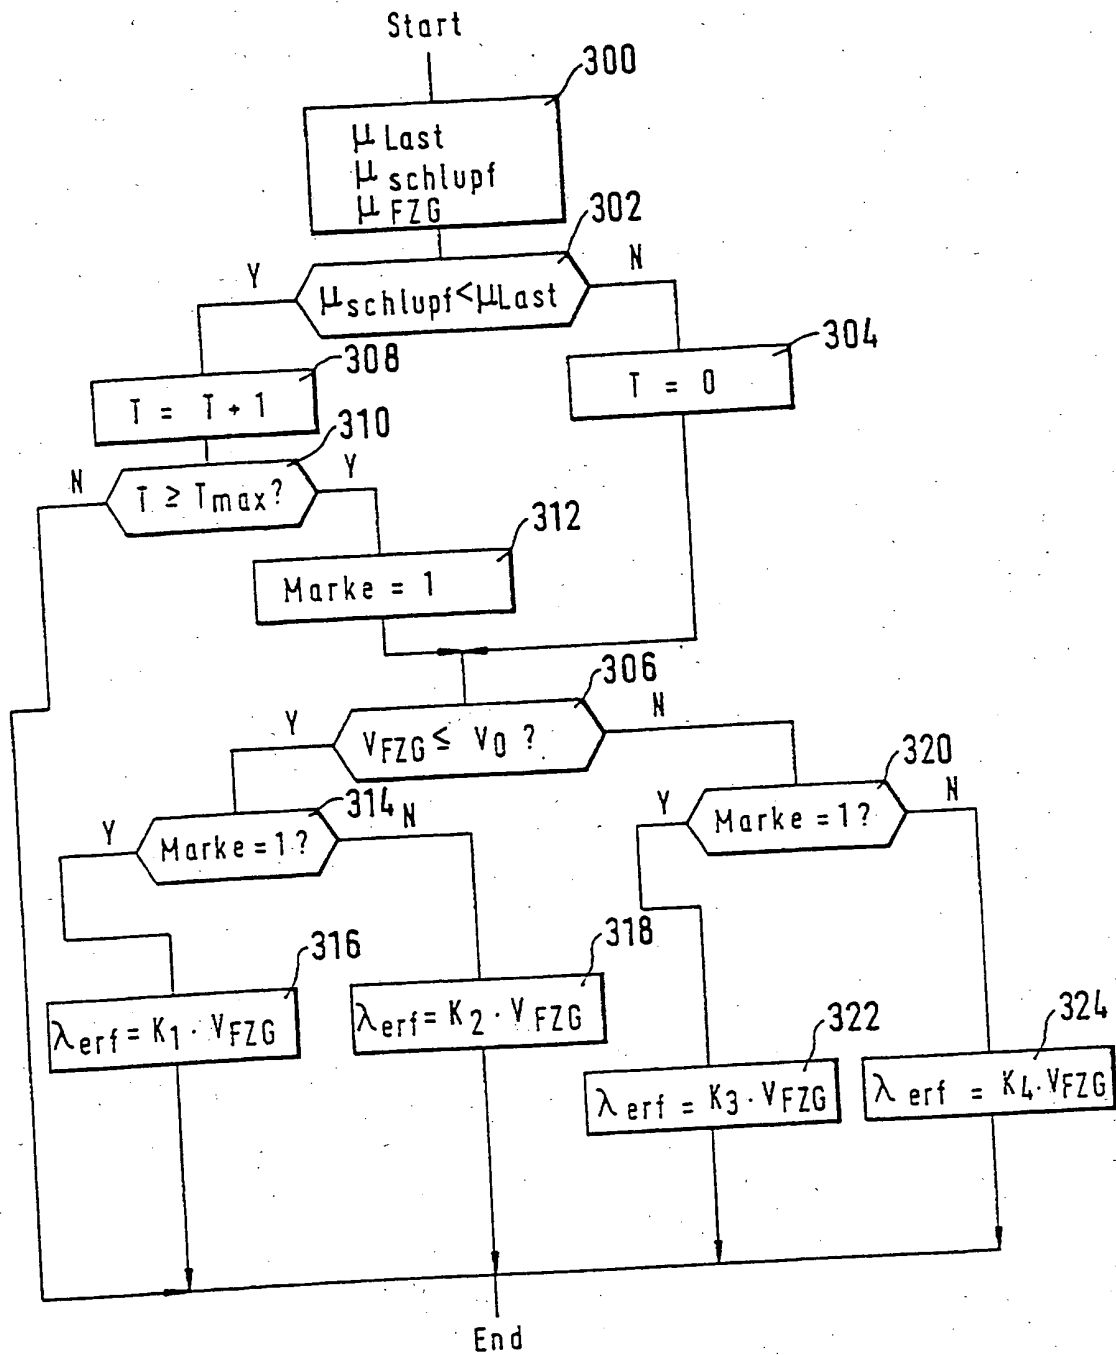 Start
300
μ Last
μ schlupf
μ FZG
302
Y
N
μschlupf<μLast
304
308
T = 0
T = T + 1
310
N
T ≥ Tmax?
Y
312
Marke = 1
306
Y
VFZG ≤ V0 ?
N
320
314
Y
Marke=1?
N
Y
Marke=1?
N
316
318
λerf = K1 · VFZG
λerf = K2 · VFZG
322
324
λ erf = K3 · VFZG
λ erf = K4 · VFZG
End